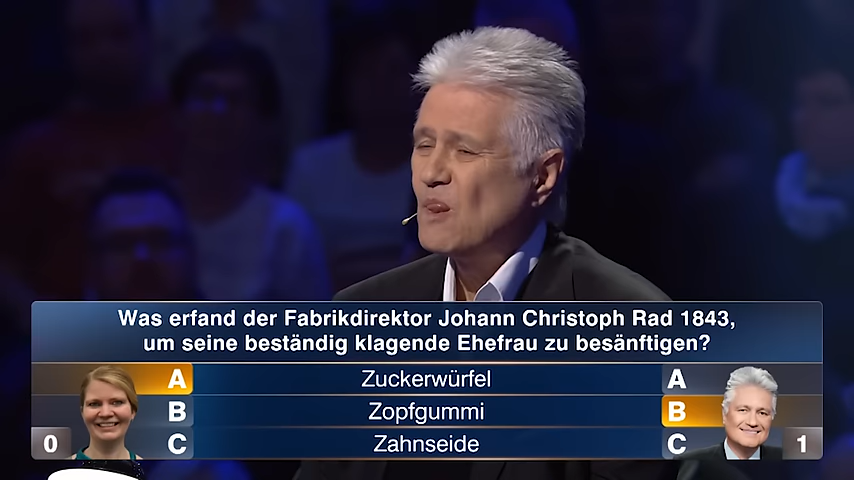 Was erfand der Fabrikdirektor Johann Christoph Rad 1843,
um seine beständig klagende Ehefrau zu besänftigen?
A Zuckerwürfel A
B Zopfgummi B
0 C Zahnseide C 1